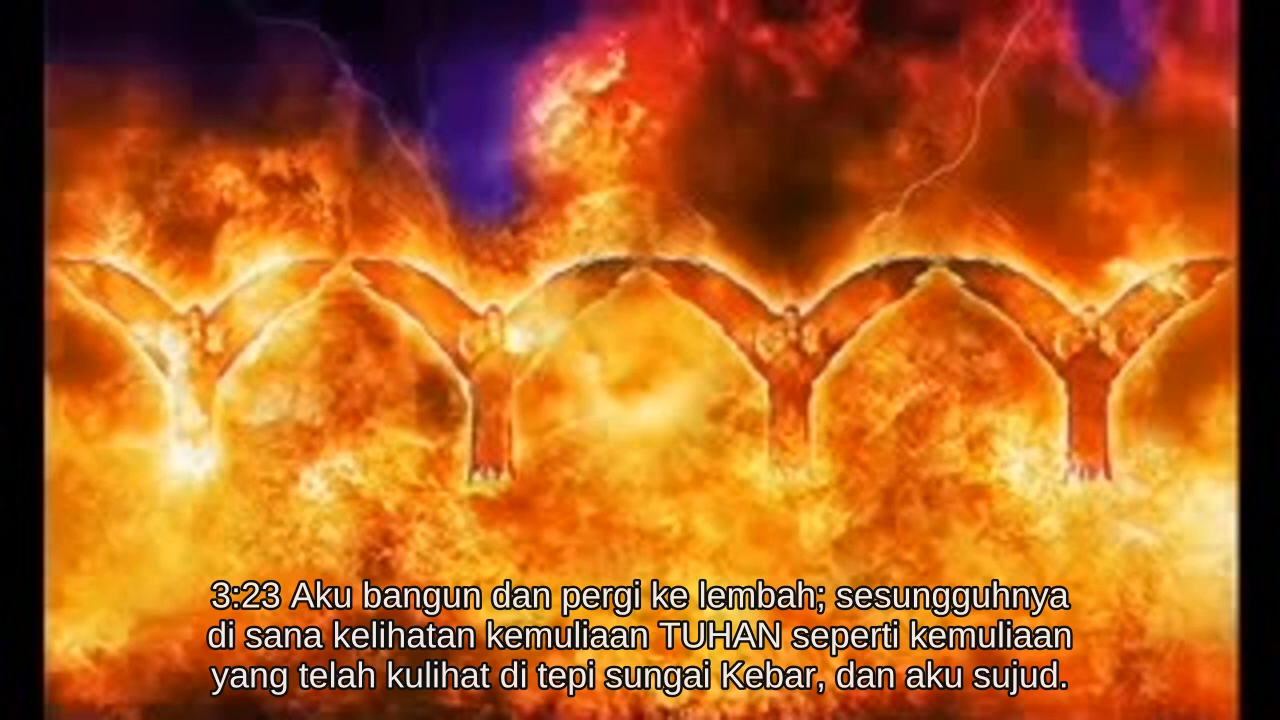 3:23 Aku bangun dan pergi ke lembah; sesungguhnya
di sana kelihatan kemuliaan TUHAN seperti kemuliaan
yang telah kulihat di tepi sungai Kebar, dan aku sujud.